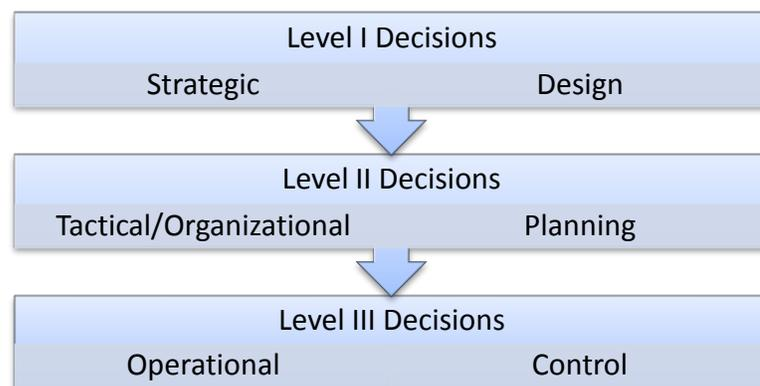 Level I Decisions
Strategic Design
Level II Decisions
Tactical/Organizational Planning
Level III Decisions
Operational Control